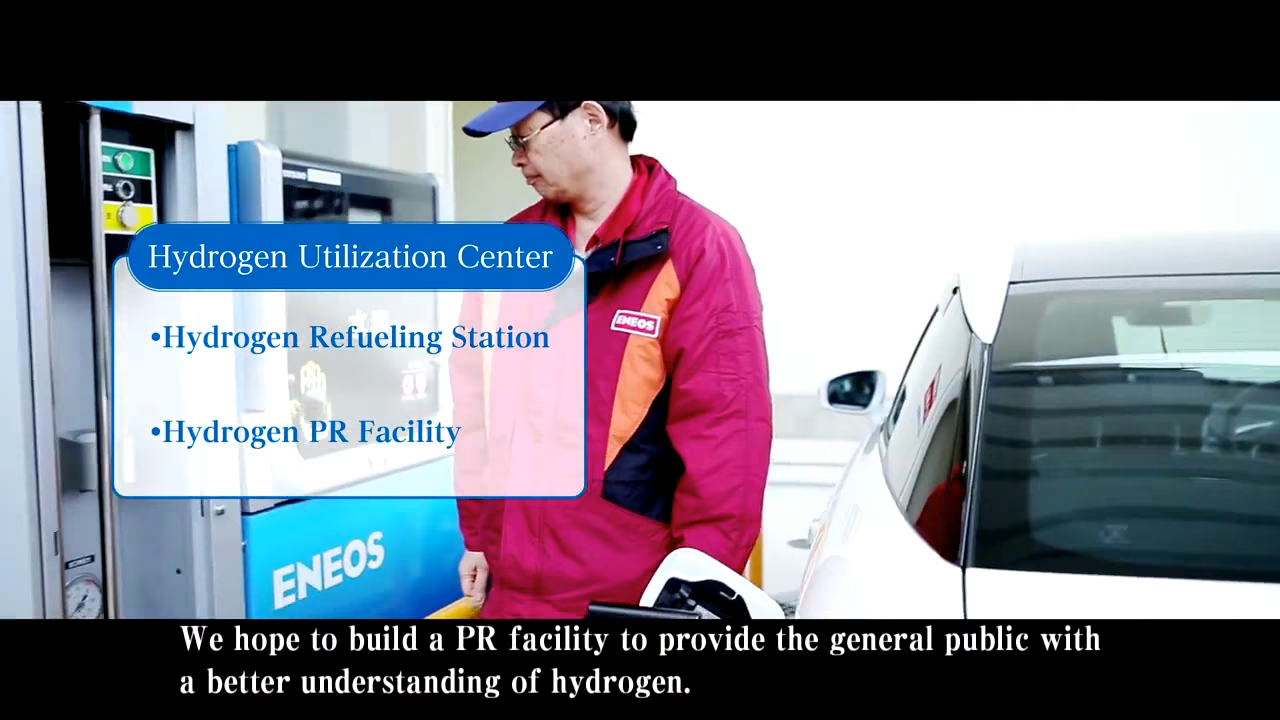 Hydrogen Utilization Center
•Hydrogen Refueling Station
•Hydrogen PR Facility
ENEOS
ENEOS
We hope to build a PR facility to provide the general public with
a better understanding of hydrogen.